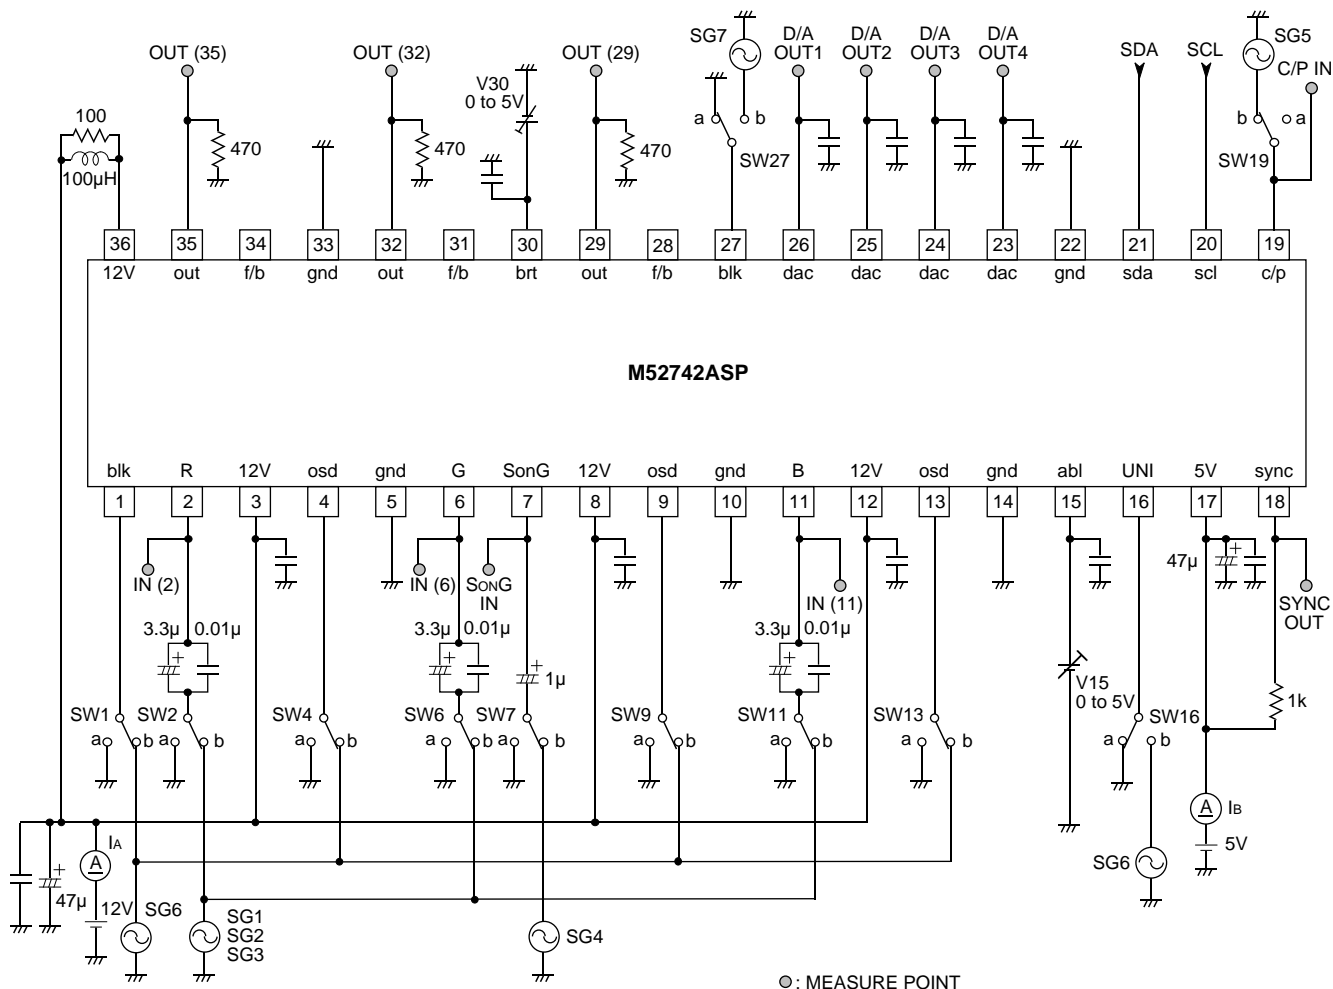 OUT (35)
OUT (32)
OUT (29)
SG7
D/A
OUT1
D/A
OUT2
D/A
OUT3
D/A
OUT4
SDA
SCL
SG5
C/P IN
V30
0 to 5V
100
100µH
470
470
470
a
b
SW27
b
a
SW19
36
35
34
33
32
31
30
29
28
27
26
25
24
23
22
21
20
19
12V
out
f/b
gnd
out
f/b
brt
out
f/b
blk
dac
dac
dac
dac
gnd
sda
scl
c/p
M52742ASP
blk
R
12V
osd
gnd
G
SonG
12V
osd
gnd
B
12V
osd
gnd
abl
UNI
5V
sync
1
2
3
4
5
6
7
8
9
10
11
12
13
14
15
16
17
18
IN (2)
IN (6)
SONG
IN
IN (11)
47µ
+
SYNC
OUT
3.3µ
+
0.01µ
3.3µ
+
0.01µ
+
1µ
3.3µ
+
0.01µ
V15
0 to 5V
1k
SW1
a
b
SW2
a
b
SW4
a
b
SW6
a
b
SW7
a
b
SW9
a
b
SW11
a
b
SW13
a
b
SW16
a
b
IA
A
+
47µ
12V
SG6
SG1
SG2
SG3
SG4
SG6
A
IB
5V
: MEASURE POINT